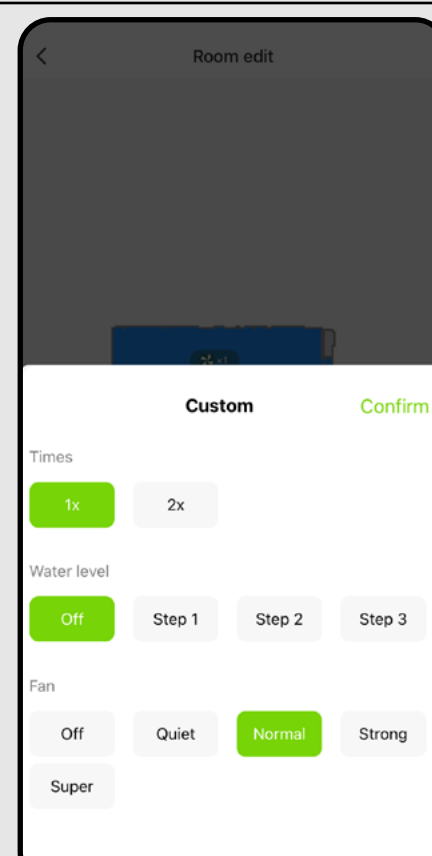 Room edit
×1
Custom Confirm
Times
1x 2x
Water level
Off Step 1 Step 2 Step 3
Fan
Off Quiet Normal Strong
Super